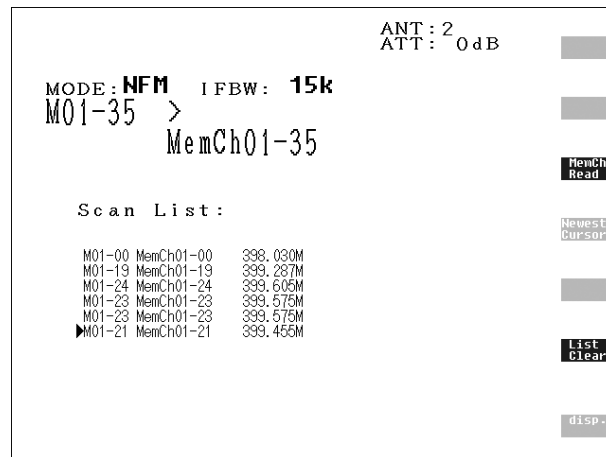 ANT:2
ATT: 0dB
MODE:NFM IFBW: 15k
M01-35 >
MemCh01-35
MemCh
Read
Scan List:
Newest
Cursor
M01-00 MemCh01-00 398.030M
M01-19 MemCh01-19 399.287M
M01-24 MemCh01-24 399.605M
M01-23 MemCh01-23 399.575M
M01-23 MemCh01-23 399.575M
▶M01-21 MemCh01-21 399.455M
List
Clear
disp.